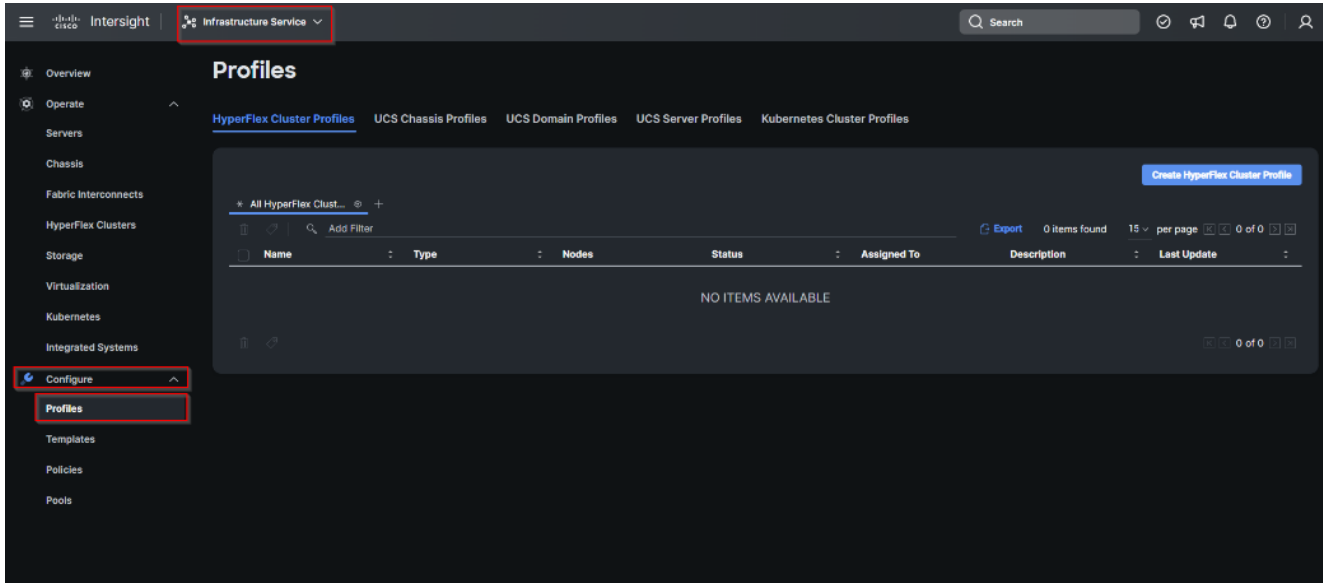 cisco Intersight Infrastructure Service Search
Overview
Operate
Servers
Chassis
Fabric Interconnects
HyperFlex Clusters
Storage
Virtualization
Kubernetes
Integrated Systems
Configure
Profiles
Templates
Policies
Pools
Profiles
HyperFlex Cluster Profiles UCS Chassis Profiles UCS Domain Profiles UCS Server Profiles Kubernetes Cluster Profiles
Create HyperFlex Cluster Profile
* All HyperFlex Clust... +
Add Filter Export 0 items found 15 per page 0 of 0
Name Type Nodes Status Assigned To Description Last Update
NO ITEMS AVAILABLE
0 of 0